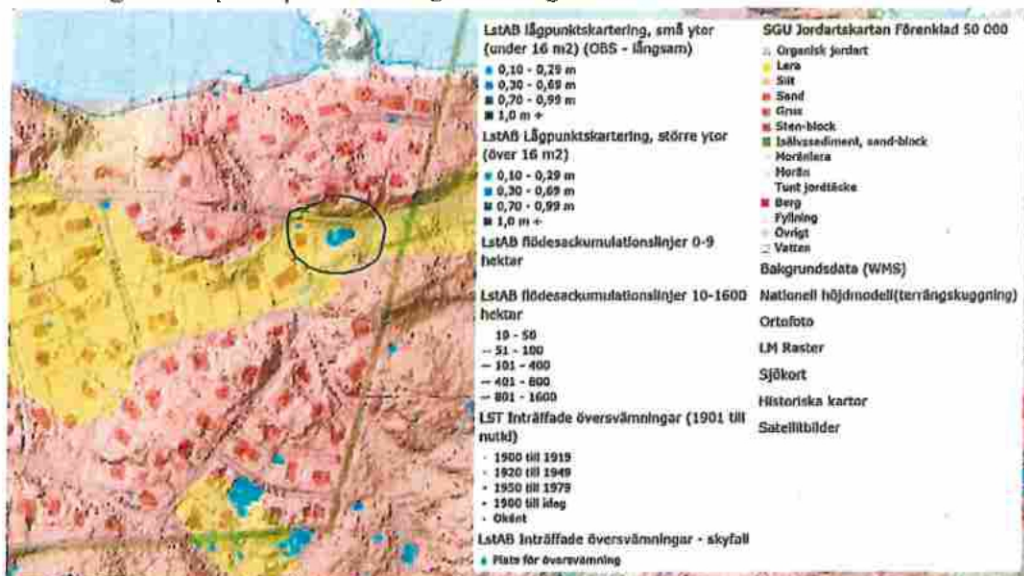 LstAB lågpunktskartering, små ytor
(under 16 m2) (OBS - långsam)
0,10 - 0,29 m
0,30 - 0,69 m
0,70 - 0,99 m
1,0 m +
LstAB Lågpunktskartering, större ytor
(över 16 m2)
0,10 - 0,29 m
0,30 - 0,69 m
0,70 - 0,99 m
1,0 m +
LstAB flödesackumulationslinjer 0-9
hektar
LstAB flödesackumulationslinjer 10-1600
hektar
10 - 50
51 - 100
101 - 400
401 - 800
801 - 1600
LST Inträffade översvämningar (1901 till
nutid)
1900 till 1919
1920 till 1949
1950 till 1979
1980 till idag
Okänt
LstAB Inträffade översvämningar - skyfall
Plats för översvämning
SGU Jordartskartan Förenklad 50 000
Organisk jordart
Lera
Silt
Sand
Grus
Sten-block
Isälvssediment, sand-block
Moränlera
Morän
Tunt jordtäcke
Berg
Fyllning
Övrigt
Vatten
Bakgrundsdata (WMS)
Nationell höjdmodell(terrängskuggning)
Ortofoto
LM Raster
Sjökort
Historiska kartor
Satellitbilder